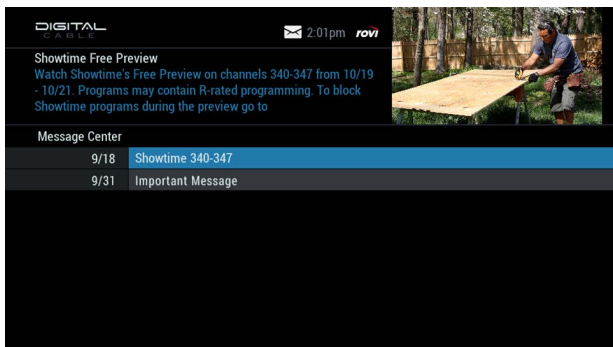 DIGITAL
CABLE
2:01pm rovi
Showtime Free Preview
Watch Showtime's Free Preview on channels 340-347 from 10/19
- 10/21. Programs may contain R-rated programming. To block
Showtime programs during the preview go to
Message Center
9/18 Showtime 340-347
9/31 Important Message